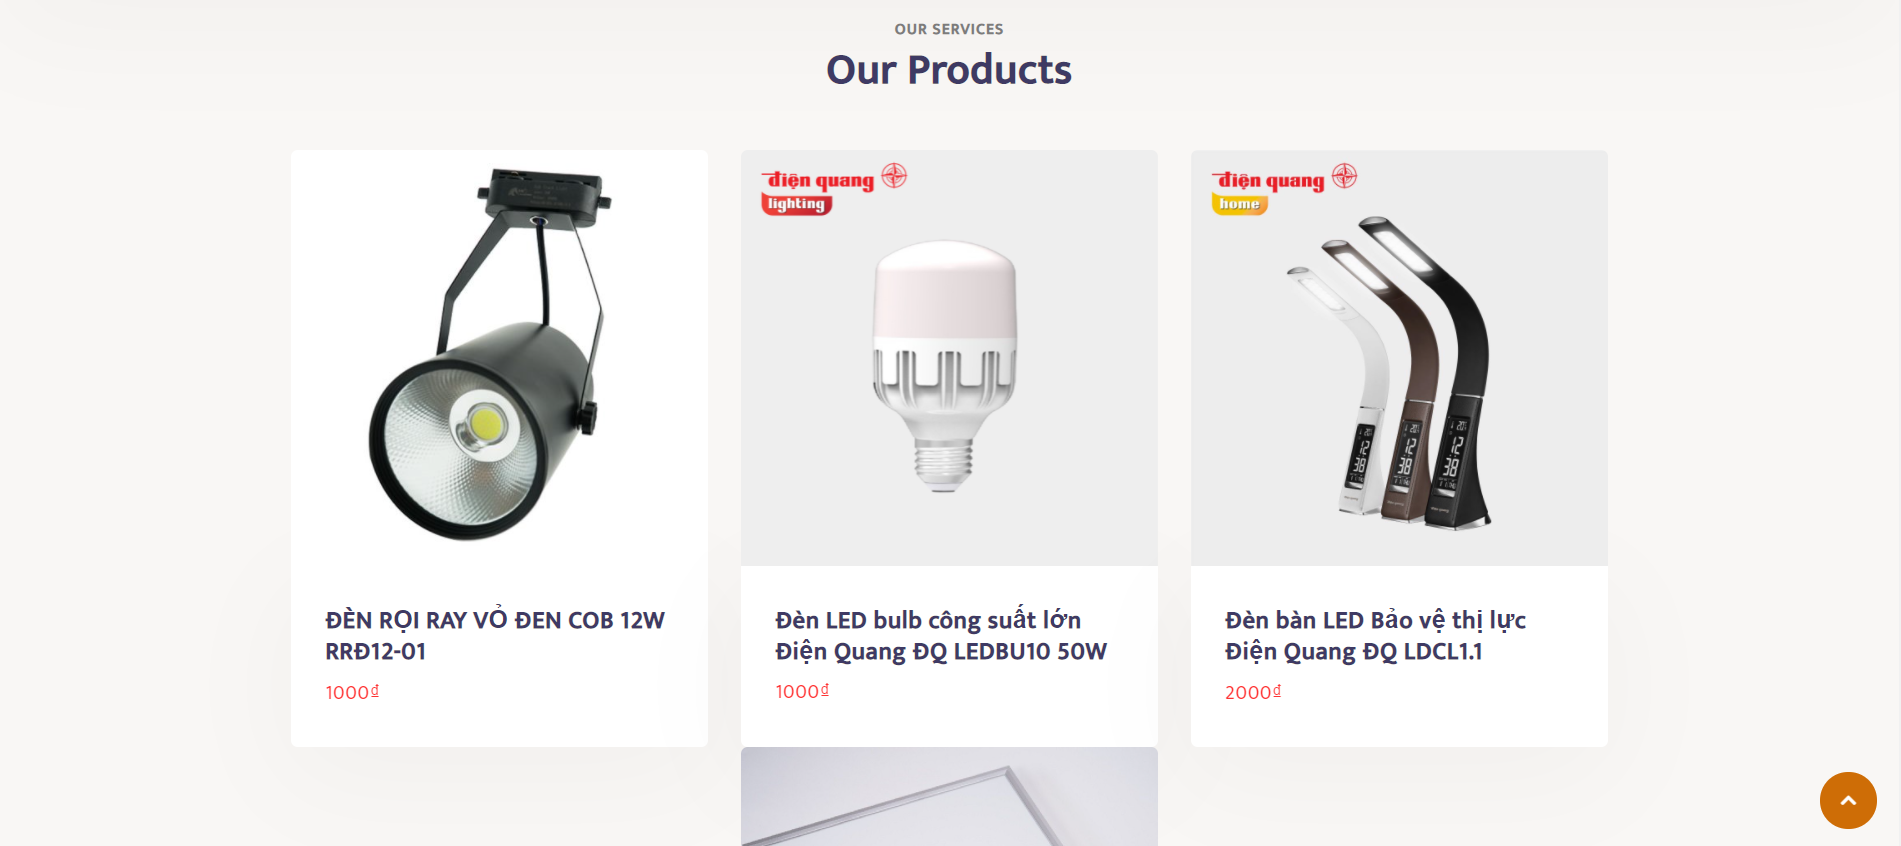 OUR SERVICES
Our Products
điện quang
lighting
điện quang
home
ĐÈN RỌI RAY VỎ ĐEN COB 12W
RRĐ12-01
1000₫
Đèn LED bulb công suất lớn
Điện Quang ĐQ LEDBU10 50W
1000₫
Đèn bàn LED Bảo vệ thị lực
Điện Quang ĐQ LDCL1.1
2000₫